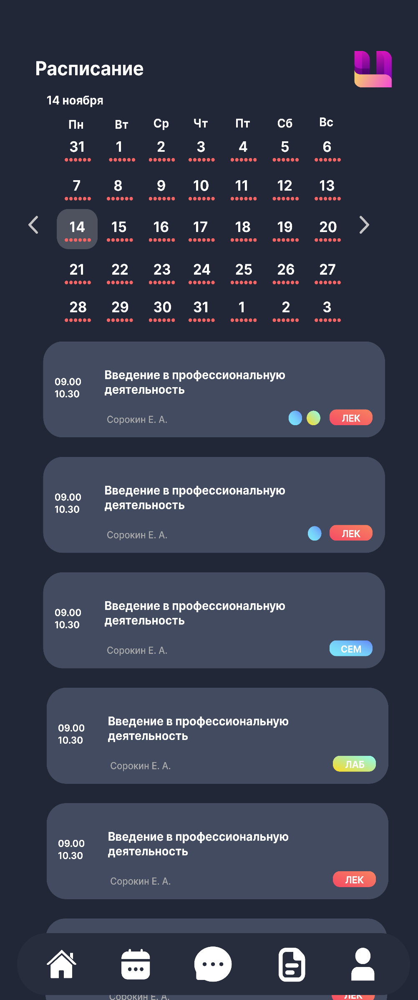 Расписание
14 ноября
Пн Вт Ср Чт Пт Сб Вс
31 1 2 3 4 5 6
7 8 9 10 11 12 13
14 15 16 17 18 19 20
21 22 23 24 25 26 27
28 29 30 31 1 2 3
09.00
10.30
Введение в профессиональную
деятельность
Сорокин Е. А.
ЛЕК
09.00
10.30
Введение в профессиональную
деятельность
Сорокин Е. А.
ЛЕК
09.00
10.30
Введение в профессиональную
деятельность
Сорокин Е. А.
СЕМ
09.00
10.30
Введение в профессиональную
деятельность
Сорокин Е. А.
ЛАБ
09.00
10.30
Введение в профессиональную
деятельность
Сорокин Е. А.
ЛЕК
Сорокин Е. А.
ЛЕК